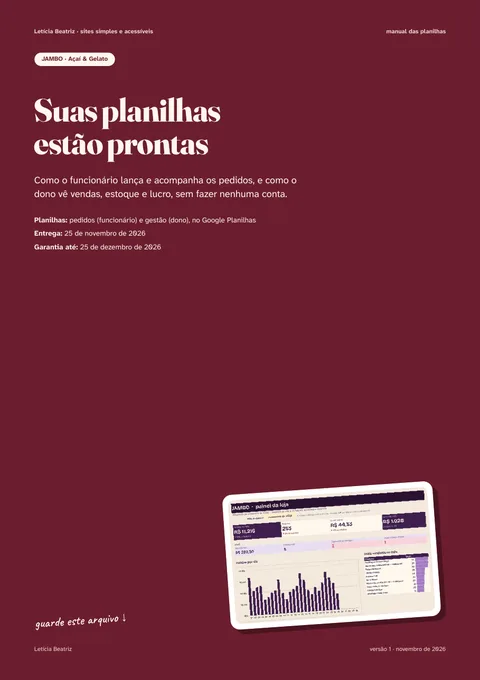 Letícia Beatriz · sites simples e acessíveis
manual das planilhas
JAMBO · Açaí & Gelato
Suas planilhas
estão prontas
Como o funcionário lança e acompanha os pedidos, e como o
dono vê vendas, estoque e lucro, sem fazer nenhuma conta.
Planilhas: pedidos (funcionário) e gestão (dono), no Google Planilhas
Entrega: 25 de novembro de 2026
Garantia até: 25 de dezembro de 2026
JAMBO · painel da loja
R$ 11.216
255
R$ 44,53
R$ 1.028
guarde este arquivo ↓
Letícia Beatriz
versão 1 · novembro de 2026